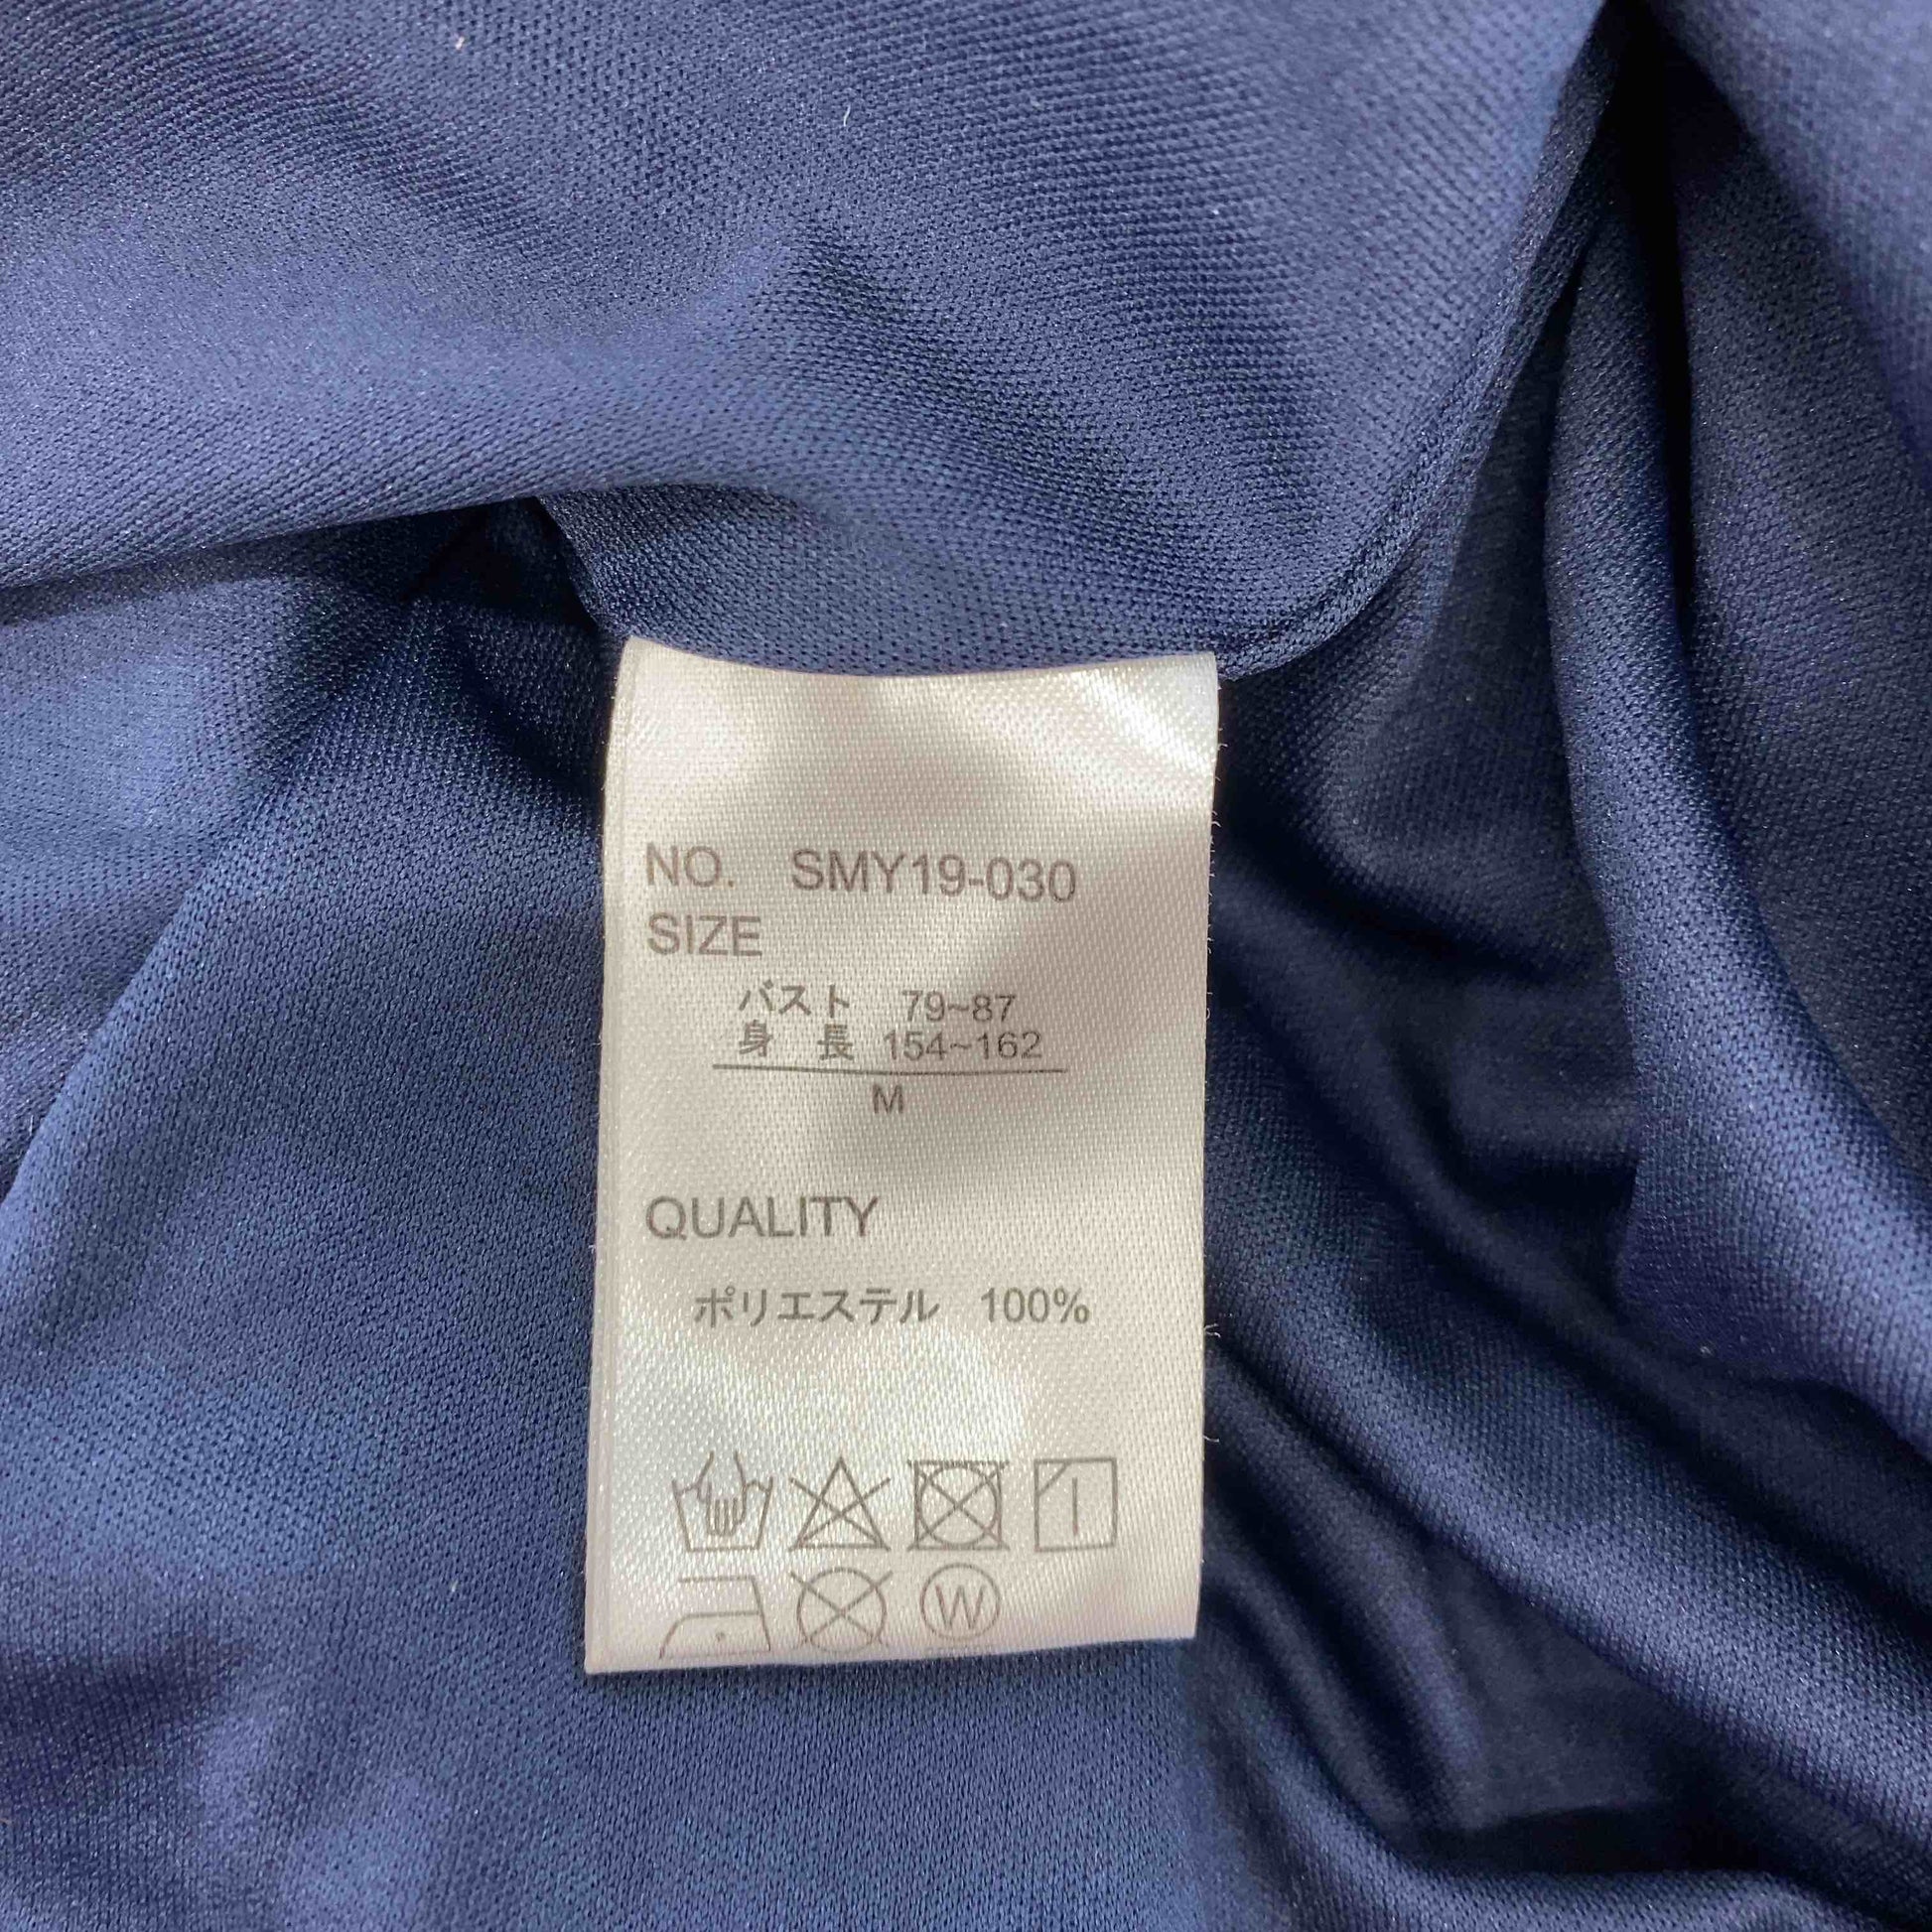 NO. SMY19-030
SIZE
バスト 79~87
身 長 154~162
M
QUALITY
ポリエステル 100%
W